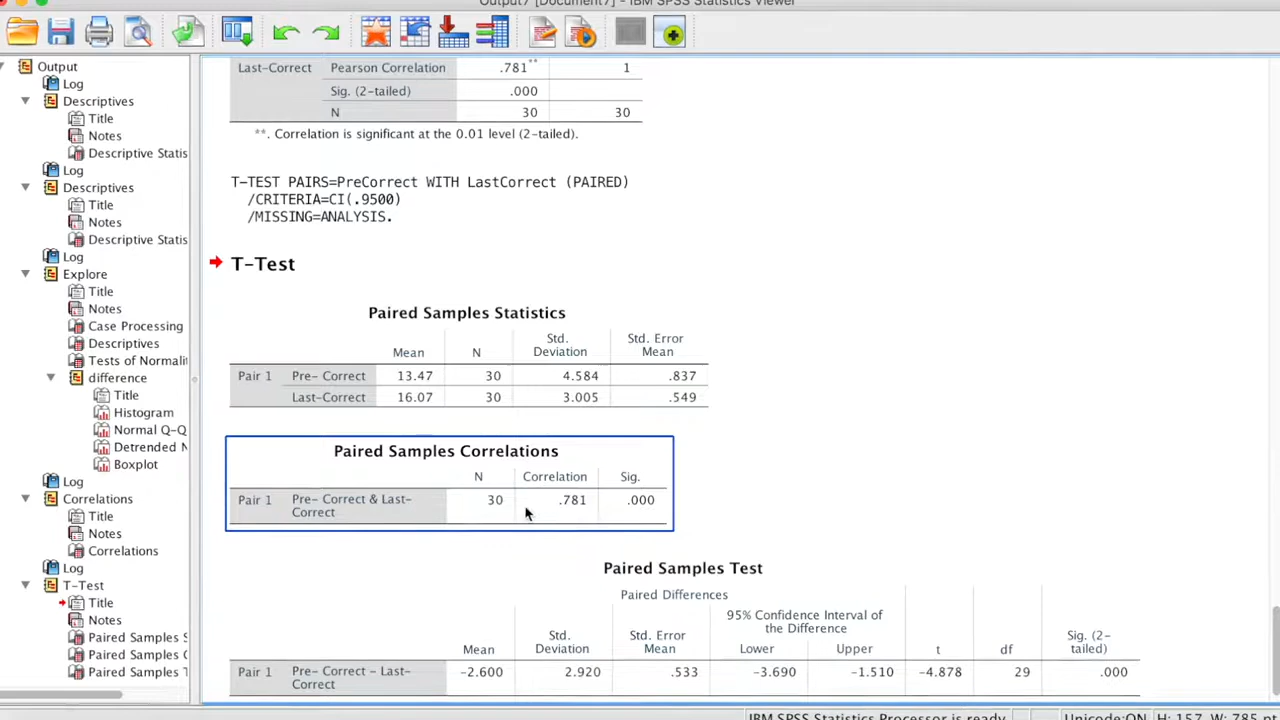 Output7 [Document7] - IBM SPSS Statistics Viewer
Output
Log
Descriptives
Title
Notes
Descriptive Statis
Log
Descriptives
Title
Notes
Descriptive Statis
Log
Explore
Title
Notes
Case Processing
Descriptives
Tests of Normali
difference
Title
Histogram
Normal Q-Q
Detrended N
Boxplot
Log
Correlations
Title
Notes
Correlations
Log
T-Test
Title
Notes
Paired Samples S
Paired Samples C
Paired Samples T
Last-Correct Pearson Correlation .781** 1
Sig. (2-tailed) .000
N 30 30
**. Correlation is significant at the 0.01 level (2-tailed).
T-TEST PAIRS=PreCorrect WITH LastCorrect (PAIRED)
/CRITERIA=CI(.9500)
/MISSING=ANALYSIS.
T-Test
Paired Samples Statistics
Mean N Std. Deviation Std. Error Mean
Pair 1 Pre- Correct 13.47 30 4.584 .837
Last-Correct 16.07 30 3.005 .549
Paired Samples Correlations
N Correlation Sig.
Pair 1 Pre- Correct & Last-Correct 30 .781 .000
Paired Samples Test
Paired Differences
95% Confidence Interval of the Difference
Mean Std. Deviation Std. Error Mean Lower Upper t df Sig. (2-tailed)
Pair 1 Pre- Correct - Last-Correct -2.600 2.920 .533 -3.690 -1.510 -4.878 29 .000
IBM SPSS Statistics Processor is ready Unicode:ON H: 157, W: 785 pt